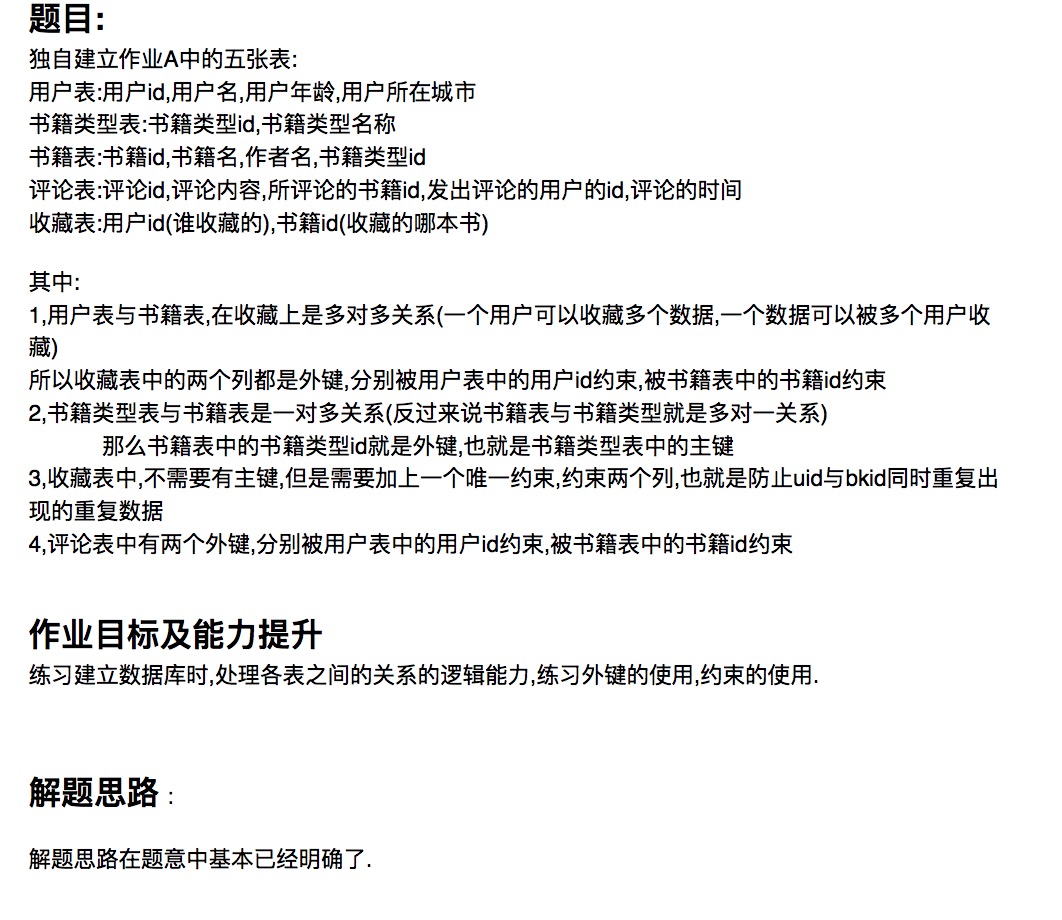 题目:
独自建立作业A中的五张表:
用户表:用户id,用户名,用户年龄,用户所在城市
书籍类型表:书籍类型id,书籍类型名称
书籍表:书籍id,书籍名,作者名,书籍类型id
评论表:评论id,评论内容,所评论的书籍id,发出评论的用户的id,评论的时间
收藏表:用户id(谁收藏的),书籍id(收藏的哪本书)
其中:
1,用户表与书籍表,在收藏上是多对多关系(一个用户可以收藏多个数据,一个数据可以被多个用户收
藏)
所以收藏表中的两个列都是外键,分别被用户表中的用户id约束,被书籍表中的书籍id约束
2,书籍类型表与书籍表是一对多关系(反过来说书籍表与书籍类型就是多对一关系)
那么书籍表中的书籍类型id就是外键,也就是书籍类型表中的主键
3,收藏表中,不需要有主键,但是需要加上一个唯一约束,约束两个列,也就是防止uid与bkid同时重复出
现的重复数据
4,评论表中有两个外键,分别被用户表中的用户id约束,被书籍表中的书籍id约束
作业目标及能力提升
练习建立数据库时,处理各表之间的关系的逻辑能力,练习外键的使用,约束的使用.
解题思路：
解题思路在题意中基本已经明确了.